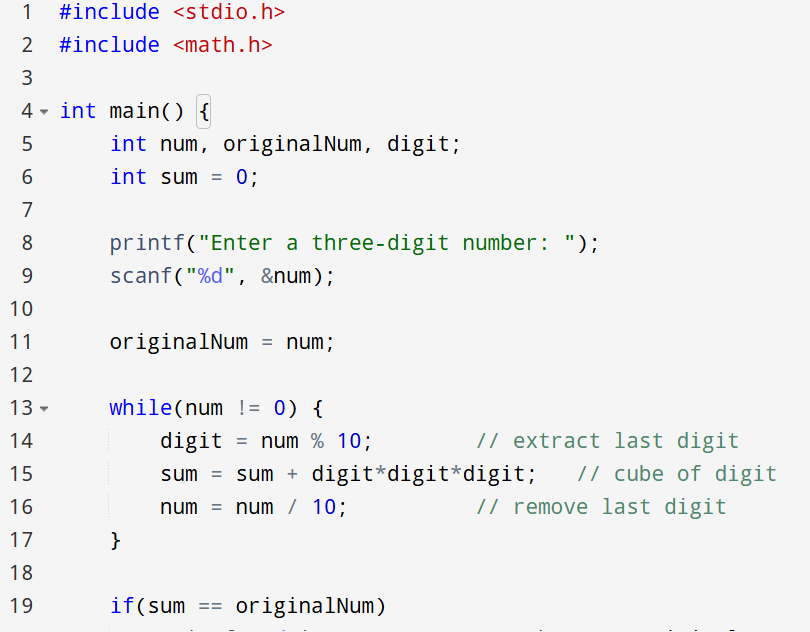 1 #include <stdio.h>
2 #include <math.h>
3
4 int main() {
5 int num, originalNum, digit;
6 int sum = 0;
7
8 printf("Enter a three-digit number: ");
9 scanf("%d", &num);
10
11 originalNum = num;
12
13 while(num != 0) {
14 digit = num % 10; // extract last digit
15 sum = sum + digit*digit*digit; // cube of digit
16 num = num / 10; // remove last digit
17 }
18
19 if(sum == originalNum)